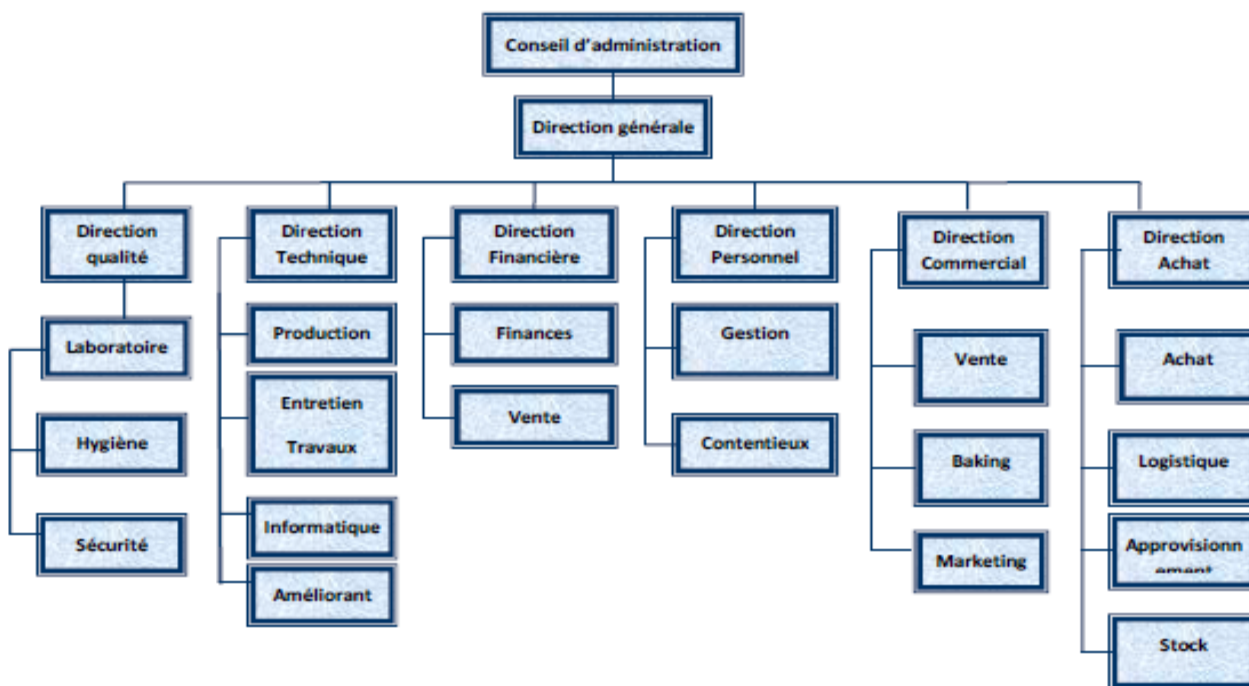 Conseil d'administration
Direction générale
Direction
qualité
Direction
Technique
Direction
Financière
Direction
Personnel
Direction
Commercial
Direction
Achat
Laboratoire
Production
Finances
Gestion
Vente
Achat
Hygiène
Entretien
Travaux
Vente
Contentieux
Baking
Logistique
Sécurité
Informatique
Marketing
Approvisionn
ement
Améliorant
Stock